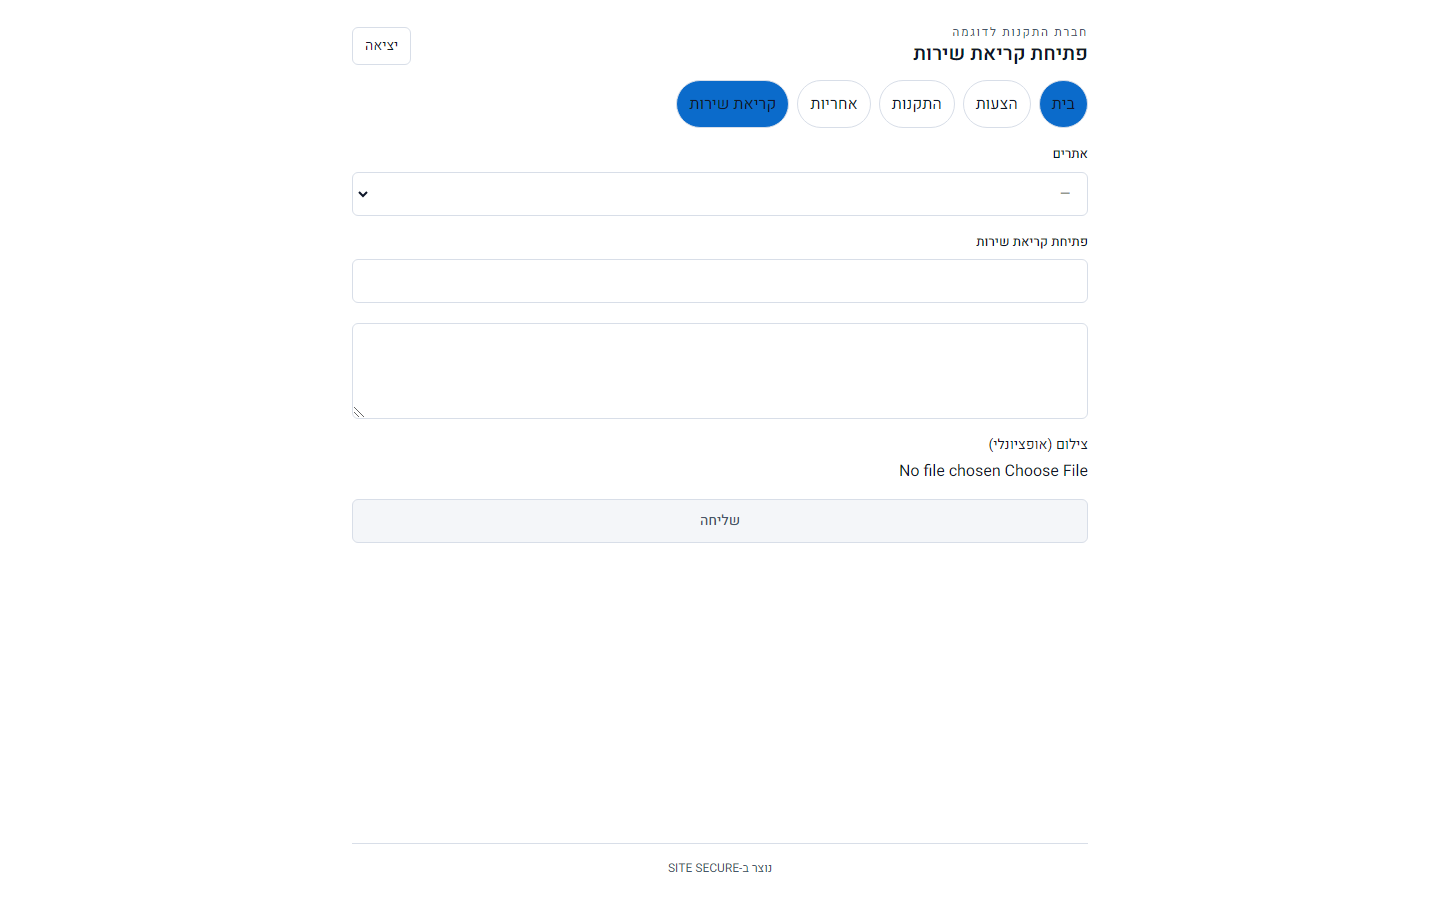 חברת התקנות לדוגמה
פתיחת קריאת שירות
יציאה
בית
הצעות
התקנות
אחריות
קריאת שירות
אתרים
—
פתיחת קריאת שירות
צילום (אופציונלי)
Choose File No file chosen
שליחה
נוצר ב-SITE SECURE